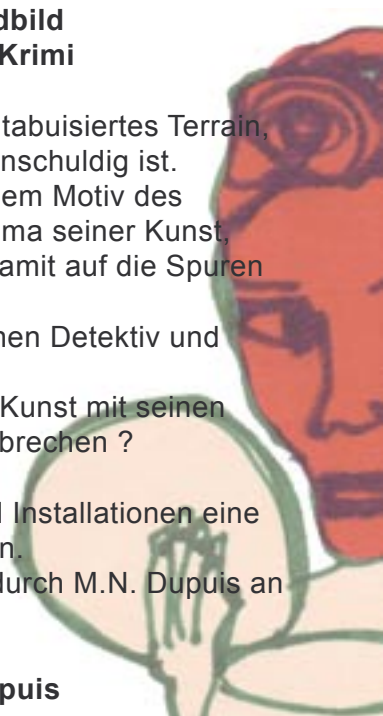 dbild
Krimi
tabuisiertes Terrain,
nschuldig ist.
em Motiv des
ma seiner Kunst,
amit auf die Spuren
nen Detektiv und
Kunst mit seinen
brechen ?
l Installationen eine
n.
durch M.N. Dupuis an
puis